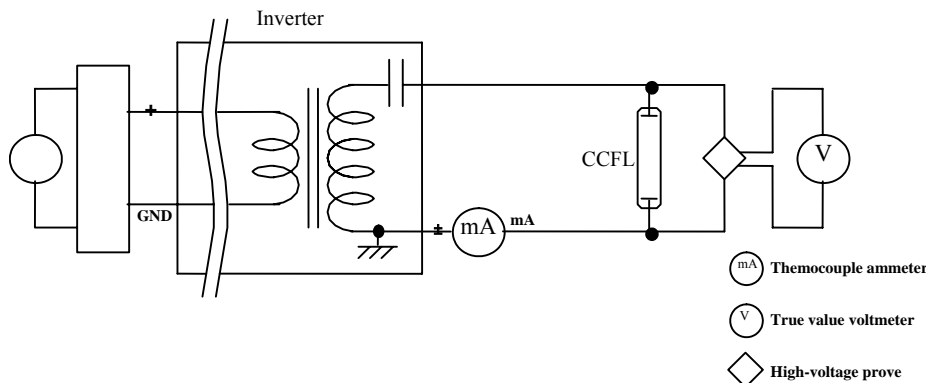 Inverter
+
GND
CCFL
V
± mA mA
mA Themocouple ammeter
V True value voltmeter
High-voltage prove